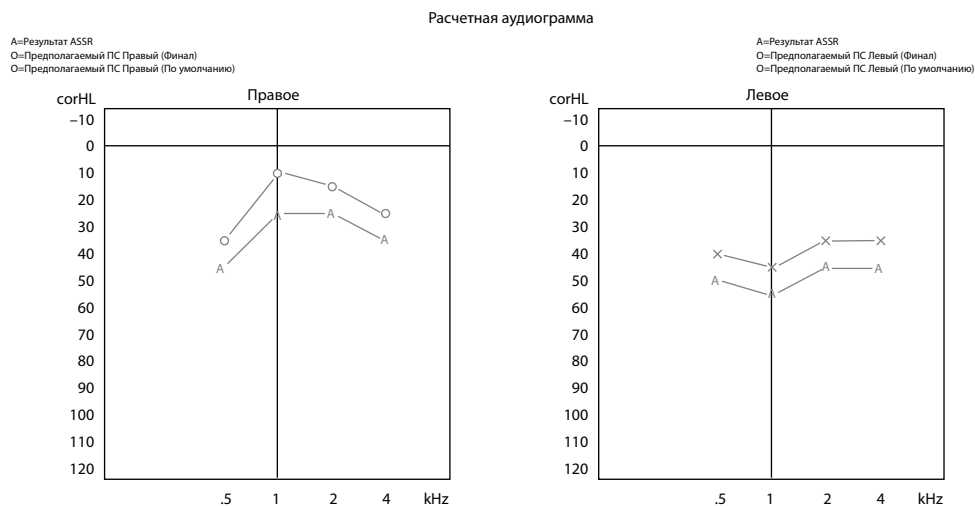 Расчетная аудиограмма
A=Результат ASSR
O=Предполагаемый ПС Правый (Финал)
O=Предполагаемый ПС Правый (По умолчанию)
corHL
Правое
–10
0
10
20
30
40
50
60
70
80
90
100
110
120
.5 1 2 4 kHz
A=Результат ASSR
O=Предполагаемый ПС Левый (Финал)
O=Предполагаемый ПС Левый (По умолчанию)
corHL
Левое
–10
0
10
20
30
40
50
60
70
80
90
100
110
120
.5 1 2 4 kHz